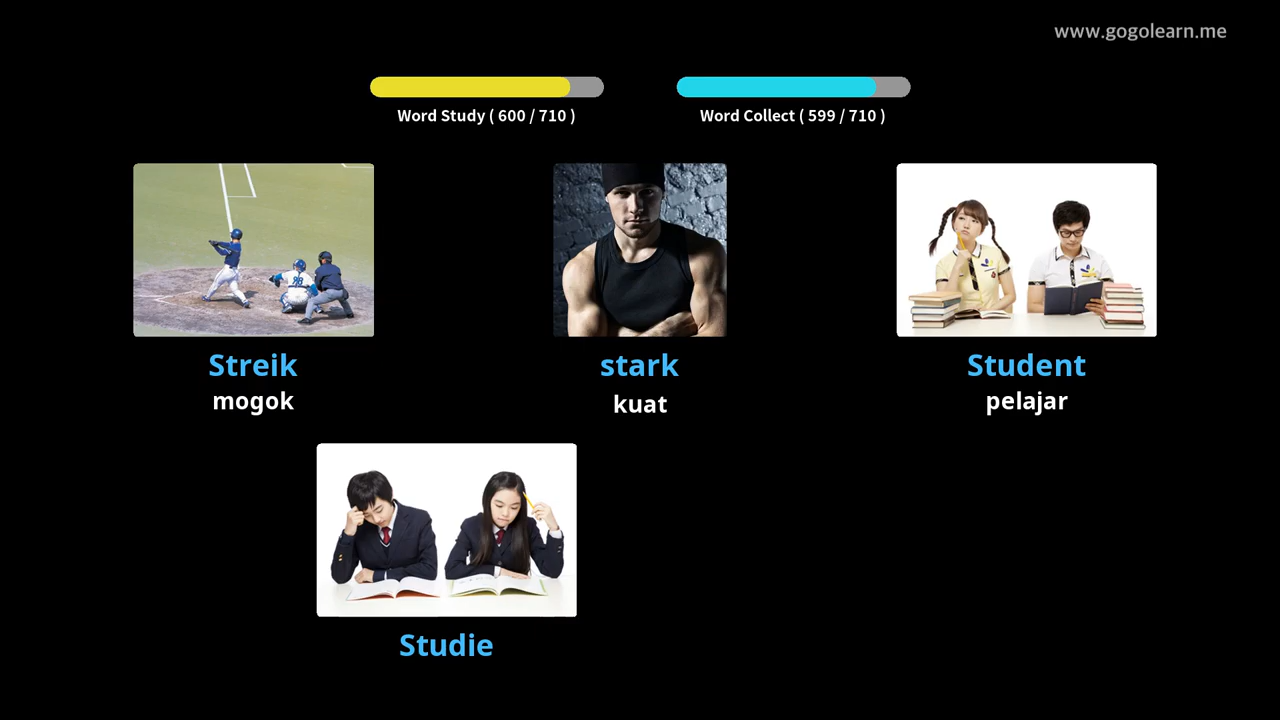 www.gogolearn.me
Word Study ( 600 / 710 )
Word Collect ( 599 / 710 )
Streik
mogok
stark
kuat
Student
pelajar
Studie